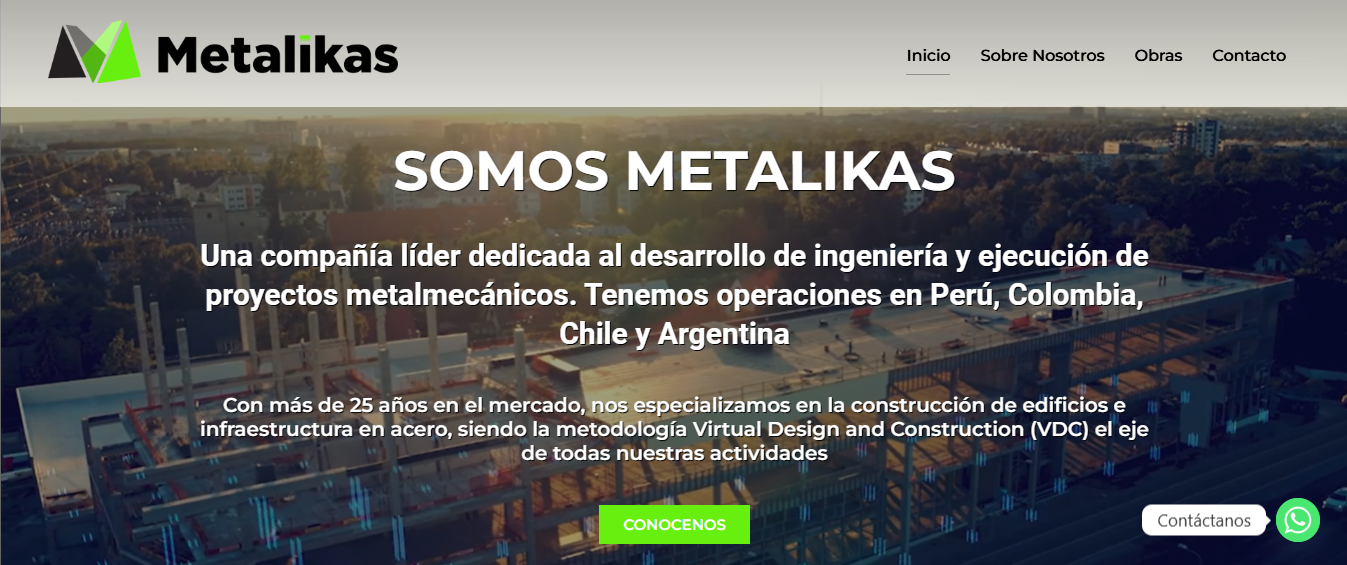 Metalikas
Inicio Sobre Nosotros Obras Contacto
SOMOS METALIKAS
Una compañía líder dedicada al desarrollo de ingeniería y ejecución de
proyectos metalmecánicos. Tenemos operaciones en Perú, Colombia,
Chile y Argentina
Con más de 25 años en el mercado, nos especializamos en la construcción de edificios e
infraestructura en acero, siendo la metodología Virtual Design and Construction (VDC) el eje
de todas nuestras actividades
CONOCENOS
Contáctanos